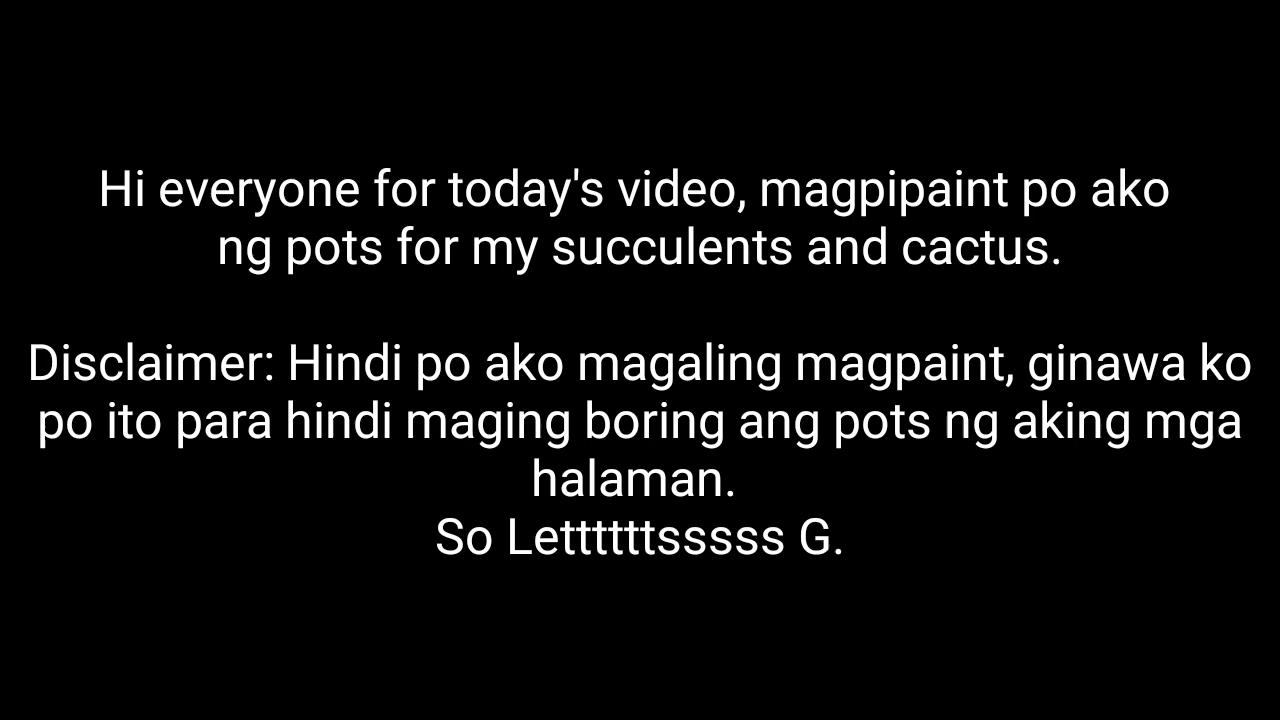 Hi everyone for today's video, magpipaint po ako
ng pots for my succulents and cactus.
Disclaimer: Hindi po ako magaling magpaint, ginawa ko
po ito para hindi maging boring ang pots ng aking mga
halaman.
So Lettttttsssss G.